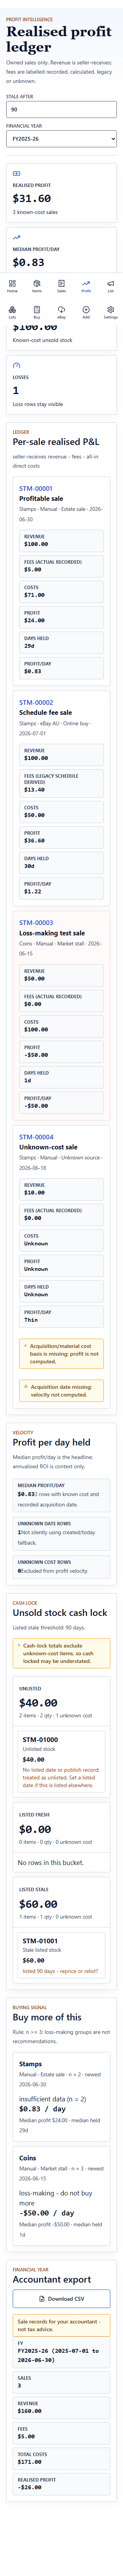 PROFIT INTELLIGENCE
Realised profit
ledger
Owned sales only. Revenue is seller-receives;
fees are labelled recorded, calculated, legacy
or unknown.
STALE AFTER
90
FINANCIAL YEAR
FY2025-26
REALISED PROFIT
$31.60
3 known-cost sales
MEDIAN PROFIT/DAY
$0.83
Home
Items
Sales
Profit
List
Lots
Buy
eBay
Add
Settings
$100.00
Known-cost unsold stock
LOSSES
1
Loss rows stay visible
LEDGER
Per-sale realised P&L
seller-receives revenue - fees - all-in
direct costs
STM-00001
Profitable sale
Stamps - Manual - Estate sale - 2026-
06-30
REVENUE
$100.00
FEES (ACTUAL RECORDED)
$5.00
COSTS
$71.00
PROFIT
$24.00
DAYS HELD
29d
PROFIT/DAY
$0.83
STM-00002
Schedule fee sale
Stamps - eBay AU - Online buy -
2026-07-01
REVENUE
$100.00
FEES (LEGACY SCHEDULE
DERIVED)
$13.40
COSTS
$50.00
PROFIT
$36.60
DAYS HELD
30d
PROFIT/DAY
$1.22
STM-00003
Loss-making test sale
Coins - Manual - Market stall - 2026-
06-15
REVENUE
$50.00
FEES (ACTUAL RECORDED)
$0.00
COSTS
$100.00
PROFIT
-$50.00
DAYS HELD
1d
PROFIT/DAY
-$50.00
STM-00004
Unknown-cost sale
Stamps - Manual - Unknown source -
2026-06-18
REVENUE
$10.00
FEES (ACTUAL RECORDED)
$0.00
COSTS
Unknown
PROFIT
Unknown
DAYS HELD
Unknown
PROFIT/DAY
Thin
Acquisition/material cost
basis is missing; profit is not
computed.
Acquisition date missing;
velocity not computed.
VELOCITY
Profit per day held
Median profit/day is the headline;
annualised ROI is context only.
MEDIAN PROFIT/DAY
$0.833 rows with known cost and
recorded acquisition date.
UNKNOWN DATE ROWS
1Not silently using created/today
fallback.
UNKNOWN COST ROWS
0Excluded from profit velocity.
CASH LOCK
Unsold stock cash lock
Listed stale threshold: 90 days.
Cash-lock totals exclude
unknown-cost items, so cash
locked may be understated.
UNLISTED
$40.00
2 items · 2 qty · 1 unknown cost
STM-01000
Unlisted stock
$40.00
No listed date or publish record;
treated as unlisted. Set a listed
date if this is listed elsewhere.
LISTED FRESH
$0.00
0 items · 0 qty · 0 unknown cost
No rows in this bucket.
LISTED STALE
$60.00
1 items · 1 qty · 0 unknown cost
STM-01001
Stale listed stock
$60.00
listed 90 days - reprice or relist?
BUYING SIGNAL
Buy more of this
Rule: n >= 3; loss-making groups are not
recommendations.
Stamps
Manual - Estate sale - n = 2 - newest
2026-06-30
insufficient data (n = 2)
$0.83 / day
Median profit $24.00 - median held
29d
Coins
Manual - Market stall - n = 3 - newest
2026-06-15
loss-making - do not buy
more
-$50.00 / day
Median profit -$50.00 - median held
1d
FINANCIAL YEAR
Accountant export
Download CSV
Sale records for your accountant -
not tax advice.
FY
FY2025-26 (2025-07-01 to
2026-06-30)
SALES
3
REVENUE
$160.00
FEES
$5.00
TOTAL COSTS
$171.00
REALISED PROFIT
-$26.00